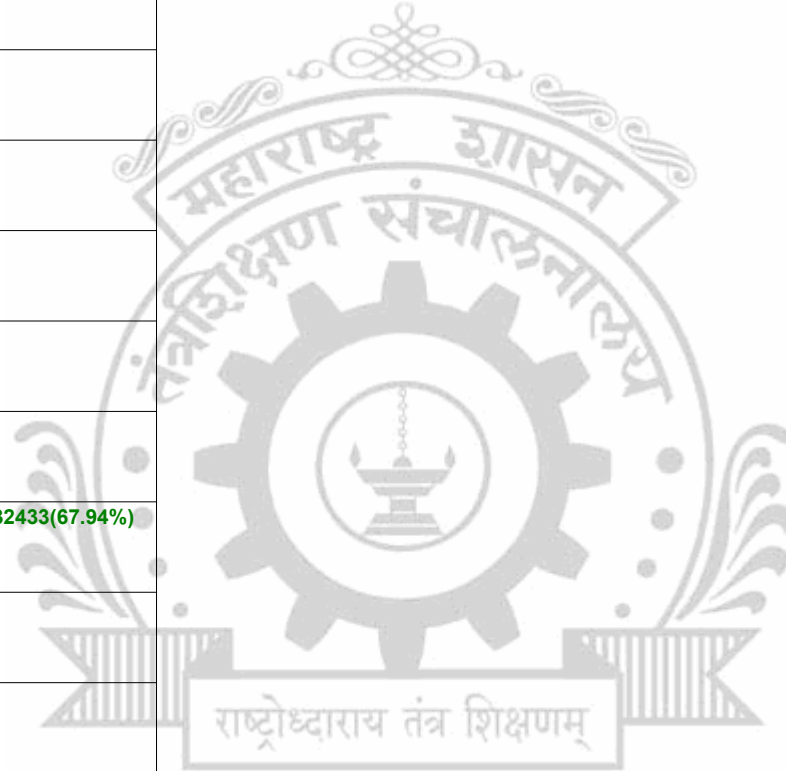 महाराष्ट्र शासन
तंत्रशिक्षण संचालनालय
32433(67.94%)
राष्ट्रोध्दाराय तंत्र शिक्षणम्